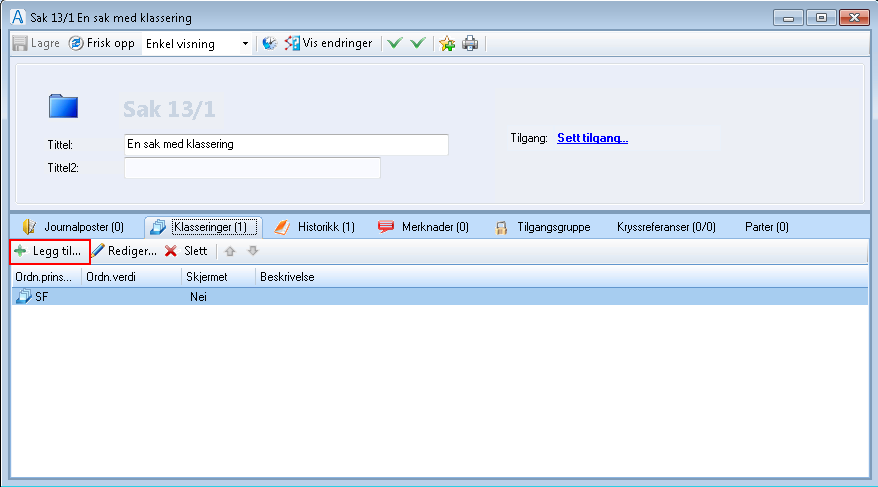 Sak 13/1 En sak med klassering
Lagre Frisk opp Enkel visning Vis endringer
Sak 13/1
Tittel: En sak med klassering Tilgang: Sett tilgang...
Tittel2:
Journalposter (0) Klasseringer (1) Historikk (1) Merknader (0) Tilgangsgruppe Kryssreferanser (0/0) Parter (0)
Legg til... Rediger... Slett
Ordn.prins... Ordn.verdi Skjermet Beskrivelse
SF Nei